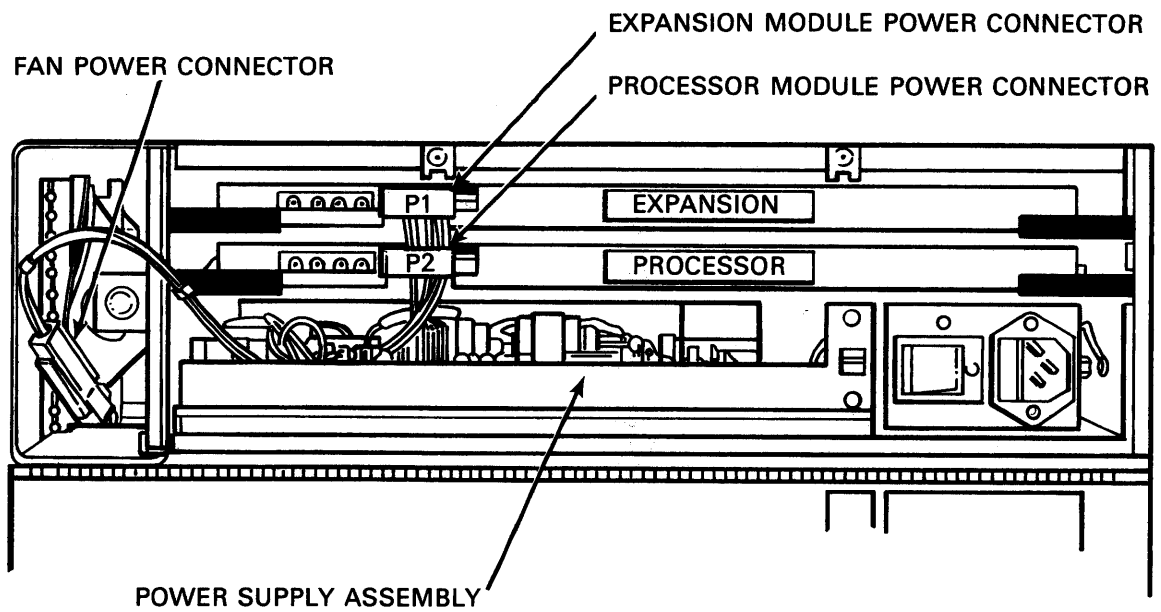 EXPANSION MODULE POWER CONNECTOR
FAN POWER CONNECTOR
PROCESSOR MODULE POWER CONNECTOR
P1
EXPANSION
P2
PROCESSOR
POWER SUPPLY ASSEMBLY